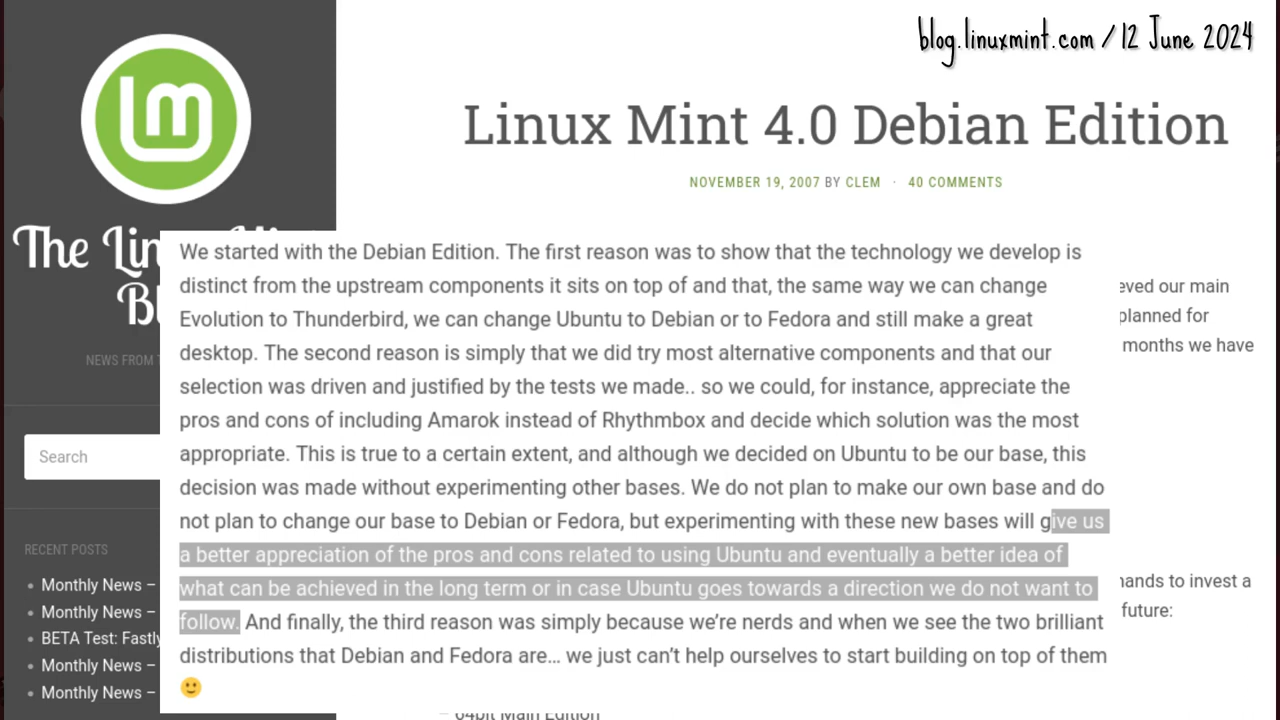 blog.linuxmint.com / 12 June 2024
lm
The Lin
Bl
NEWS FROM
Search
RECENT POSTS
Monthly News –
Monthly News –
BETA Test: Fastly
Monthly News –
Monthly News –
Linux Mint 4.0 Debian Edition
NOVEMBER 19, 2007 BY CLEM · 40 COMMENTS
We started with the Debian Edition. The first reason was to show that the technology we develop is
distinct from the upstream components it sits on top of and that, the same way we can change
Evolution to Thunderbird, we can change Ubuntu to Debian or to Fedora and still make a great
desktop. The second reason is simply that we did try most alternative components and that our
selection was driven and justified by the tests we made.. so we could, for instance, appreciate the
pros and cons of including Amarok instead of Rhythmbox and decide which solution was the most
appropriate. This is true to a certain extent, and although we decided on Ubuntu to be our base, this
decision was made without experimenting other bases. We do not plan to make our own base and do
not plan to change our base to Debian or Fedora, but experimenting with these new bases will give us
a better appreciation of the pros and cons related to using Ubuntu and eventually a better idea of
what can be achieved in the long term or in case Ubuntu goes towards a direction we do not want to
follow. And finally, the third reason was simply because we’re nerds and when we see the two brilliant
distributions that Debian and Fedora are… we just can’t help ourselves to start building on top of them
🙂
eved our main
planned for
months we have
hands to invest a
future:
– 64bit Main Edition